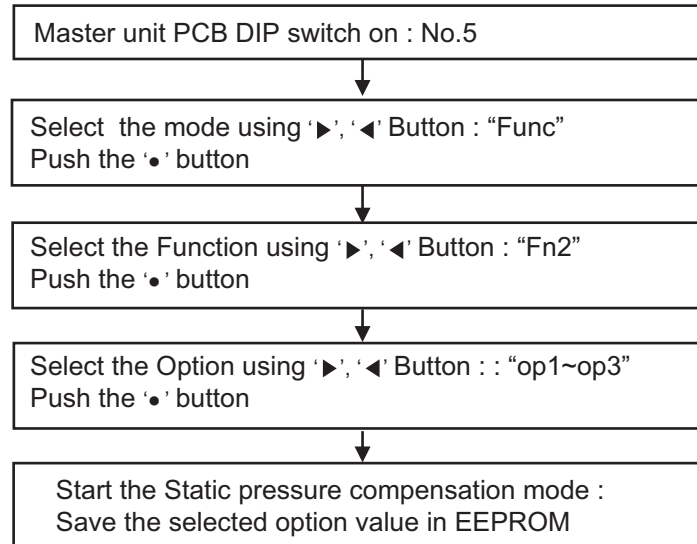 Master unit PCB DIP switch on : No.5
Select the mode using ‘▶’, ‘◀’ Button : “Func”
Push the ‘●’ button
Select the Function using ‘▶’, ‘◀’ Button : “Fn2”
Push the ‘●’ button
Select the Option using ‘▶’, ‘◀’ Button : : “op1~op3”
Push the ‘●’ button
Start the Static pressure compensation mode :
Save the selected option value in EEPROM